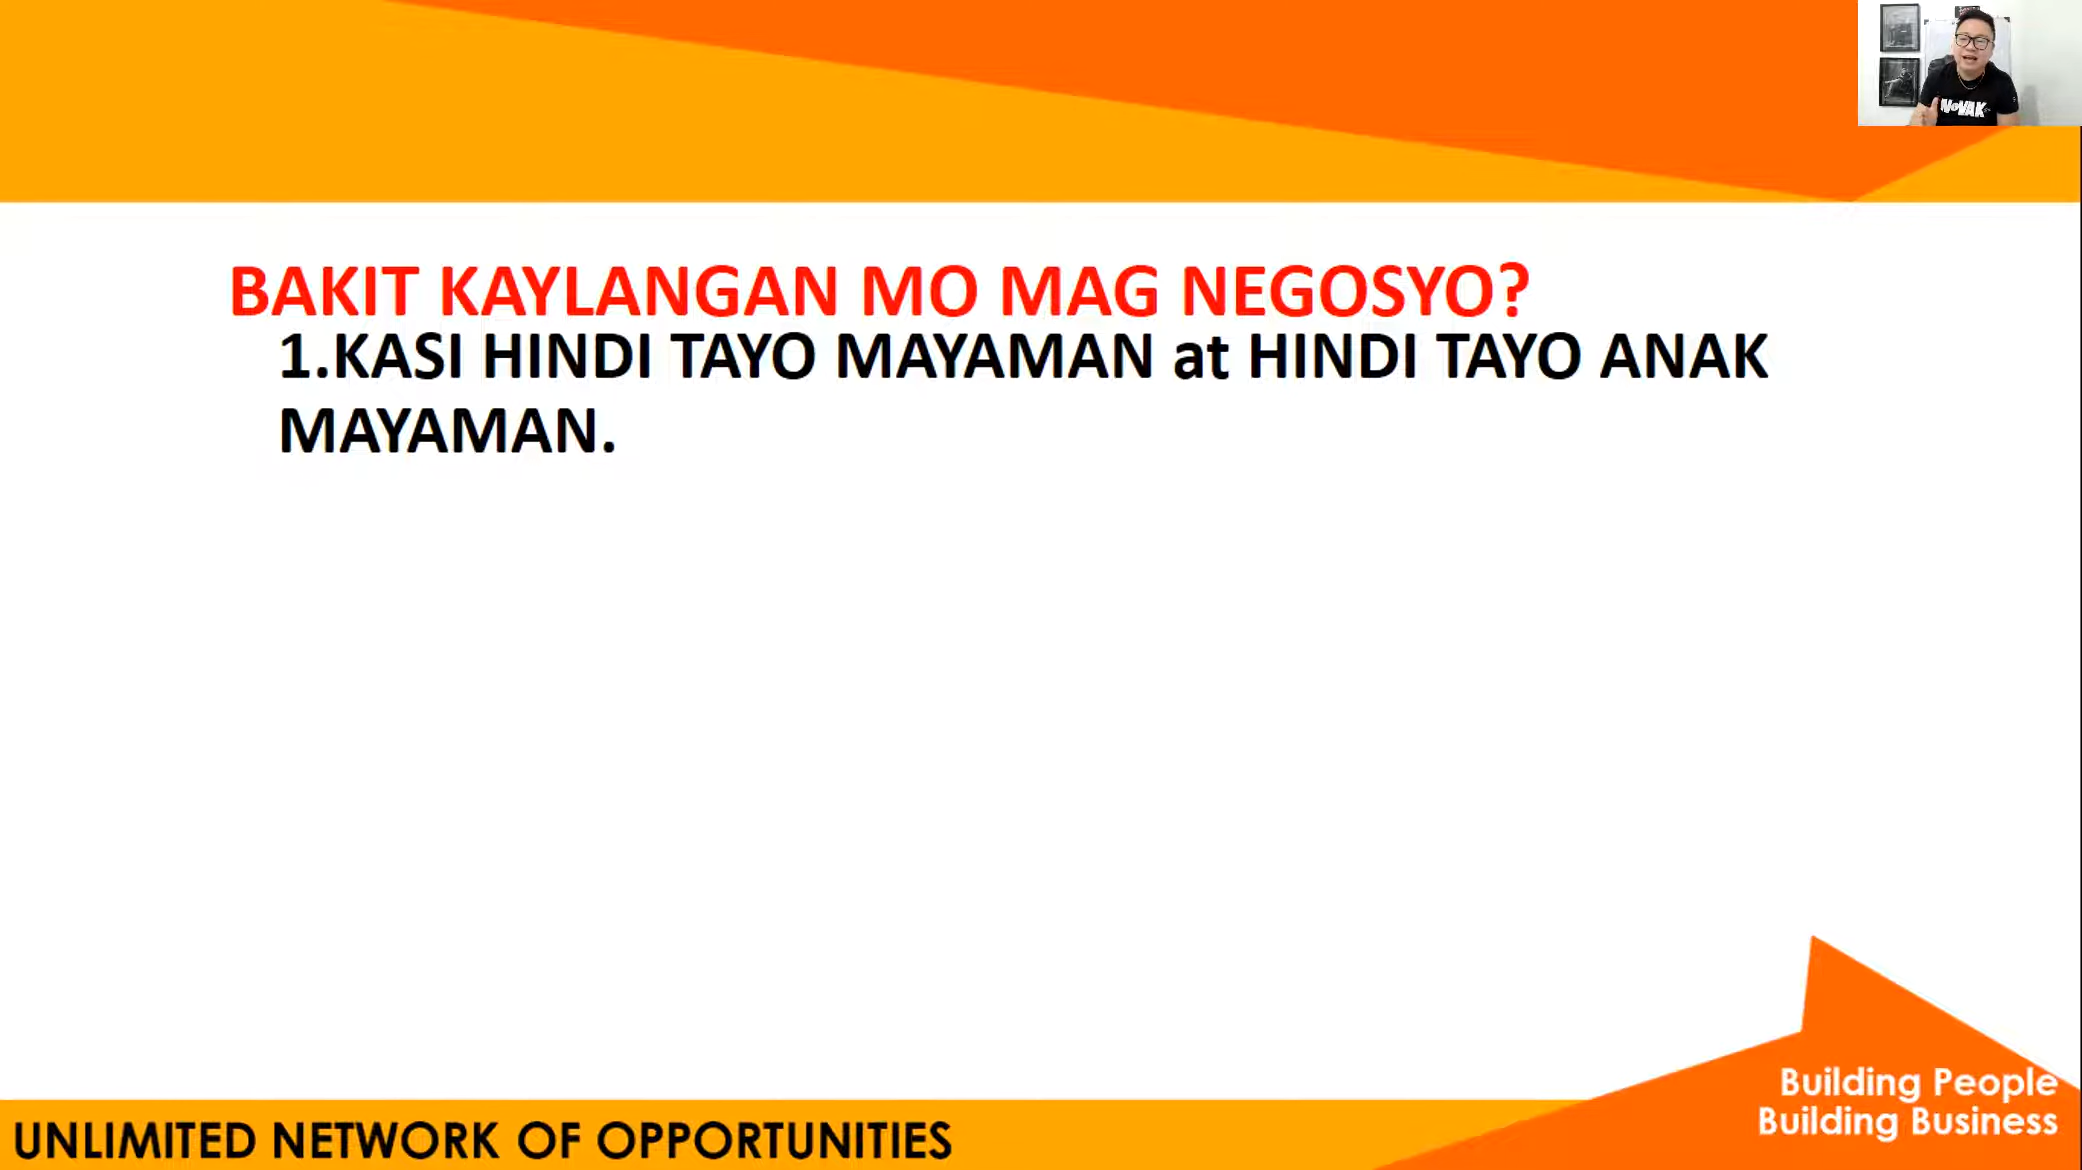 NOVAK
BAKIT KAYLANGAN MO MAG NEGOSYO?
1.KASI HINDI TAYO MAYAMAN at HINDI TAYO ANAK
MAYAMAN.
Building People
Building Business
UNLIMITED NETWORK OF OPPORTUNITIES